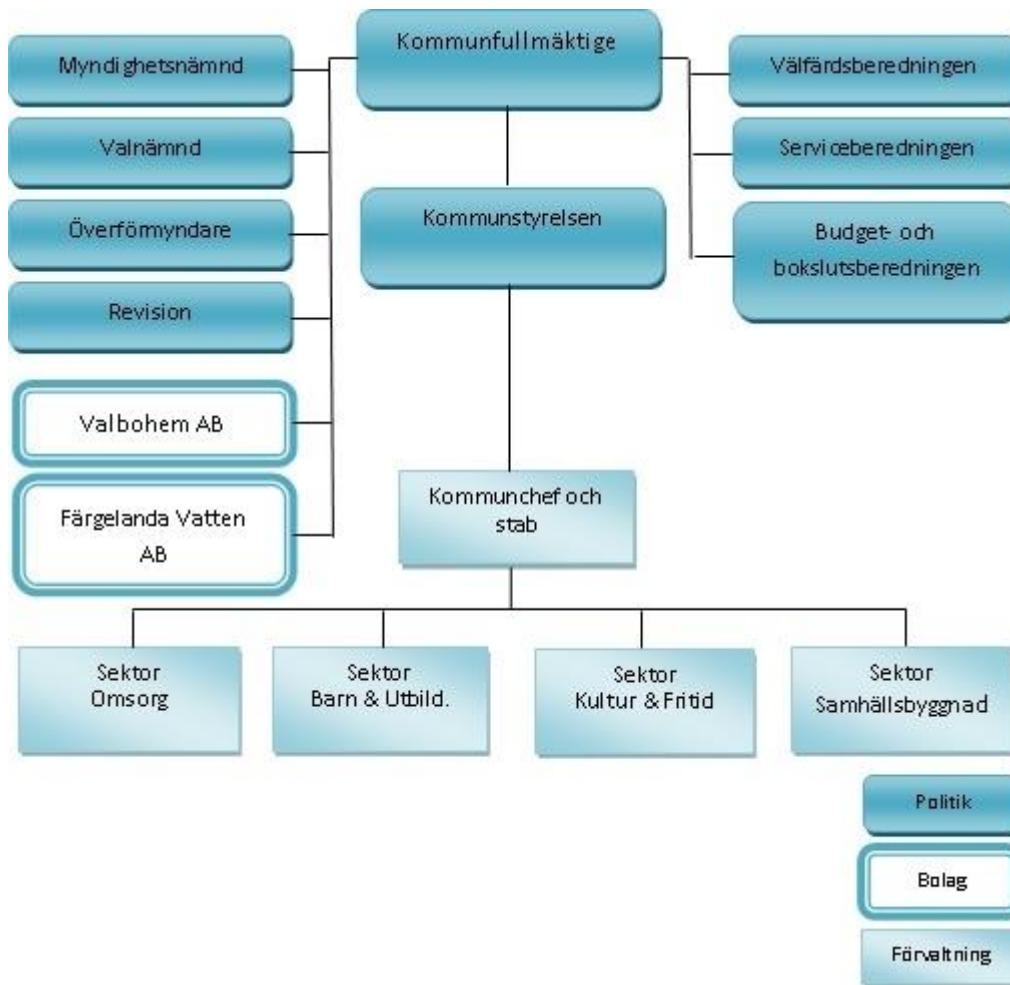 Kommunfullmäktige
Myndighetsnämnd
Valnämnd
Överförmyndare
Revision
Valbohem AB
Färgelanda Vatten
AB
Välfärdsberedningen
Serviceberedningen
Budget- och
bokslutsberedningen
Kommunstyrelsen
Kommunchef och
stab
Sektor
Omsorg
Sektor
Barn & Utbild.
Sektor
Kultur & Fritid
Sektor
Samhällsbyggnad
Politik
Bolag
Förvaltning